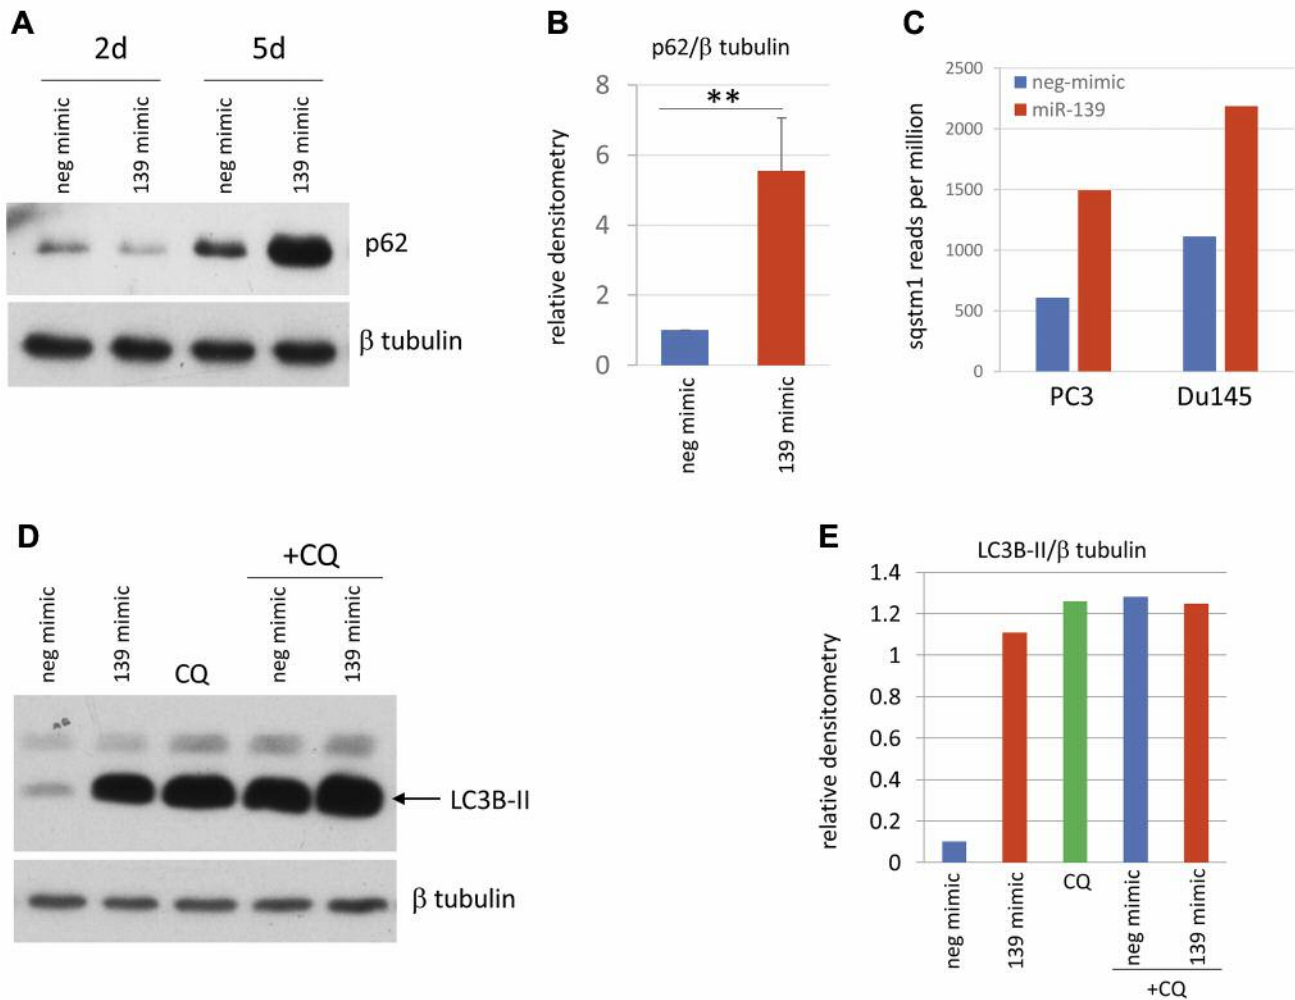 A
2d 5d
neg mimic
139 mimic
neg mimic
139 mimic
p62
β tubulin
B
p62/β tubulin
relative densitometry
8
6
4
2
0
**
neg mimic
139 mimic
C
sqstm1 reads per million
2500
2000
1500
1000
500
0
neg-mimic
miR-139
PC3 Du145
D
+CQ
neg mimic
139 mimic
CQ
neg mimic
139 mimic
LC3B-II
β tubulin
E
LC3B-II/β tubulin
relative densitometry
1.4
1.2
1
0.8
0.6
0.4
0.2
0
neg mimic
139 mimic
CQ
neg mimic
139 mimic
+CQ